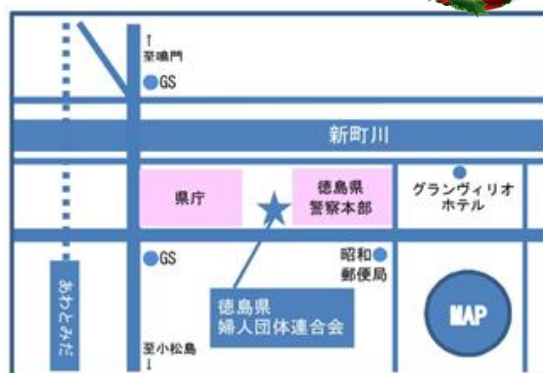 ↑
至鳴門
GS
新町川
県庁
徳島県
警察本部
グランヴィリオ
ホテル
GS
昭和
郵便局
あわとみだ
徳島県
婦人団体連合会
MAP
至小松島
↓